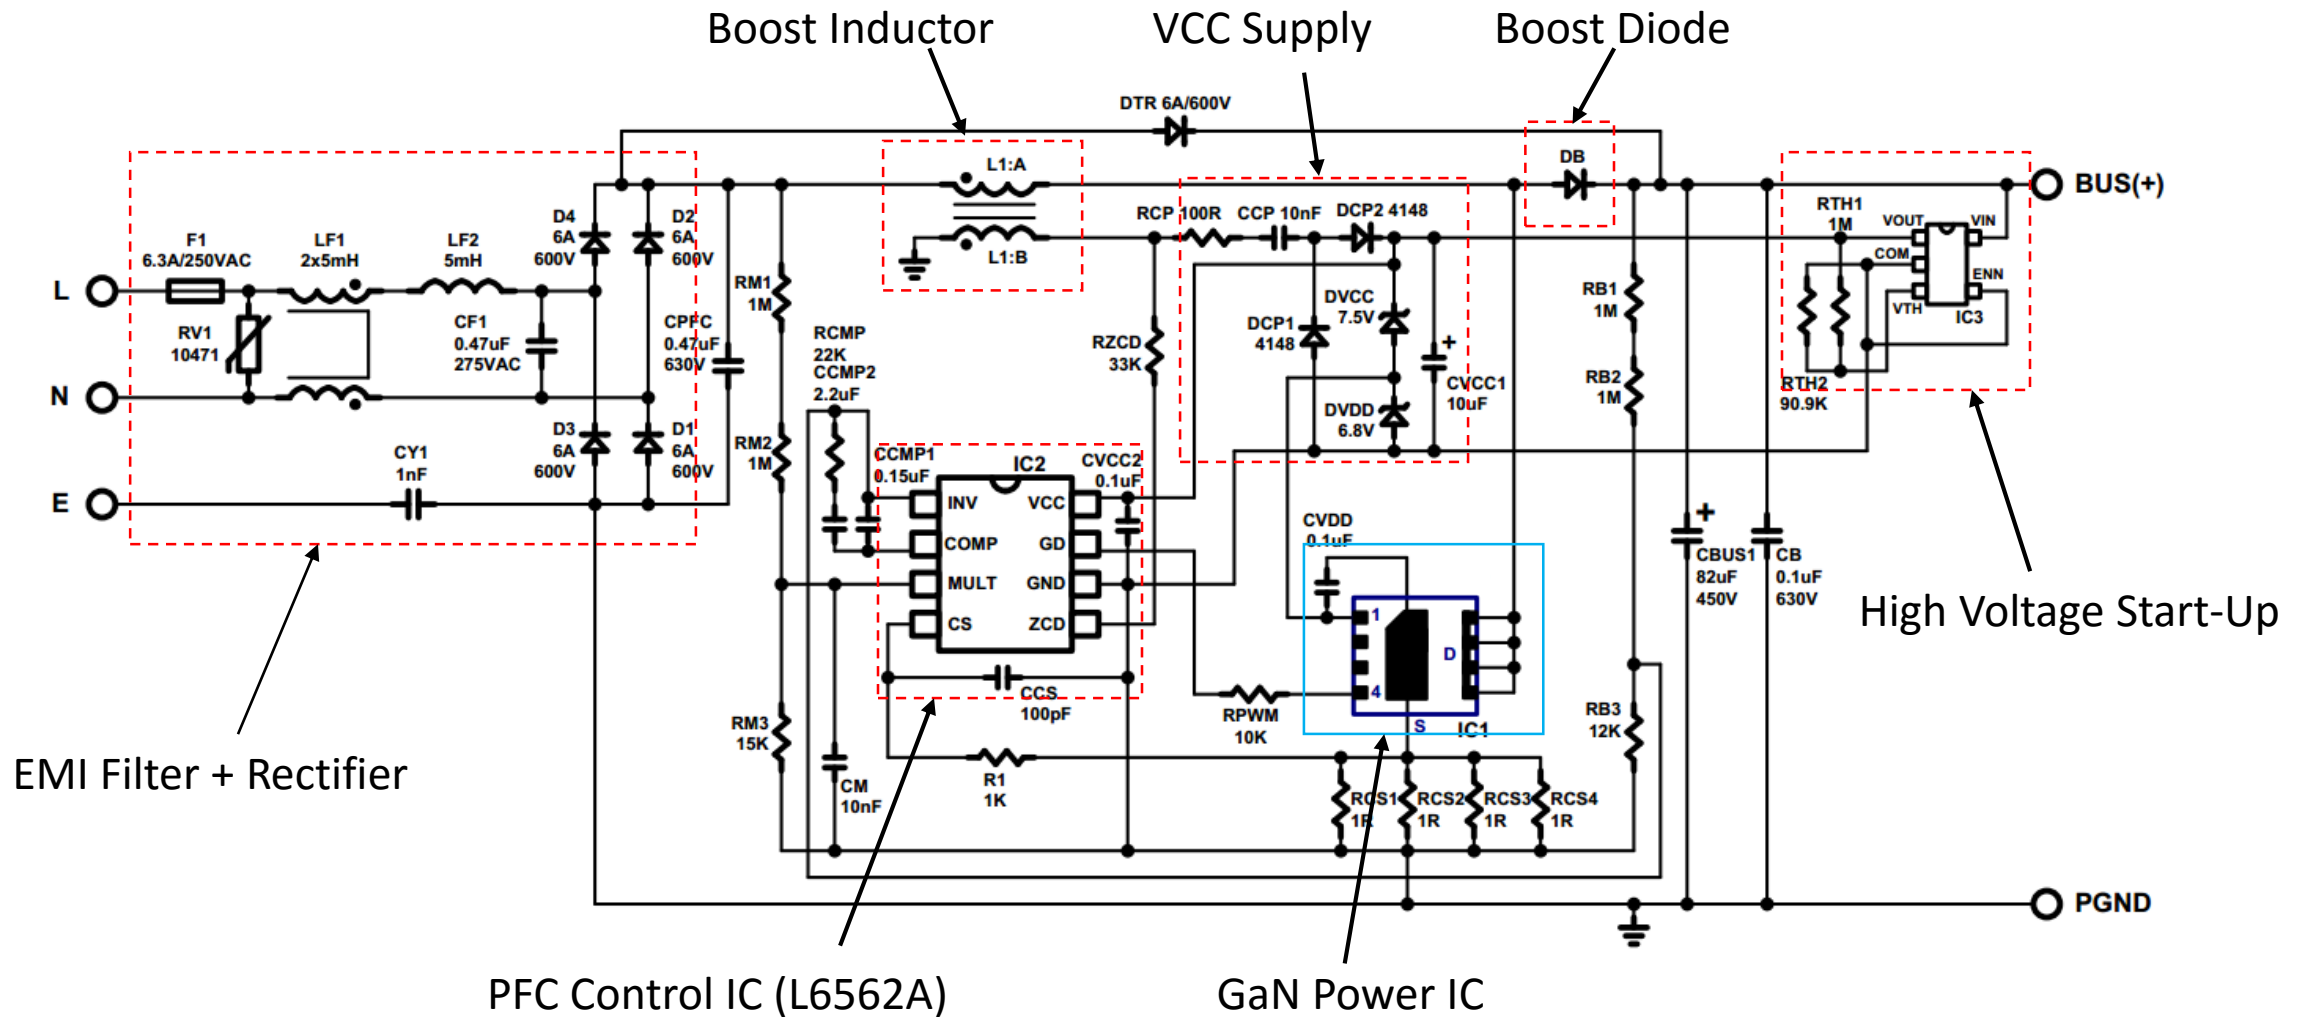 Boost Inductor
VCC Supply
Boost Diode
DTR 6A/600V
L1:A
L1:B
DB
BUS(+)
RCP 100R
CCP 10nF
DCP2 4148
RTH1
1M
VOUT
VIN
COM
ENN
VTH
IC3
RTH2
90.9K
High Voltage Start-Up
D4
6A
600V
D2
6A
600V
F1
6.3A/250VAC
LF1
2x5mH
LF2
5mH
L
RV1
10471
CF1
0.47uF
275VAC
CPFC
0.47uF
630V
N
D3
6A
600V
D1
6A
600V
CY1
1nF
E
EMI Filter + Rectifier
RM1
1M
RM2
1M
RM3
15K
RCMP
22K
CCMP2
2.2uF
CCMP1
0.15uF
IC2
CVCC2
0.1uF
INV
VCC
COMP
GD
MULT
GND
CS
ZCD
CCS
100pF
CM
10nF
R1
1K
RZCD
33K
DCP1
4148
DVCC
7.5V
DVDD
6.8V
+
CVCC1
10uF
CVDD
0.1uF
1
D
4
S
IC1
RPWM
10K
RCS1
1R
RCS2
1R
RCS3
1R
RCS4
1R
RB1
1M
RB2
1M
RB3
12K
+
CBUS1
82uF
450V
CB
0.1uF
630V
PGND
PFC Control IC (L6562A)
GaN Power IC